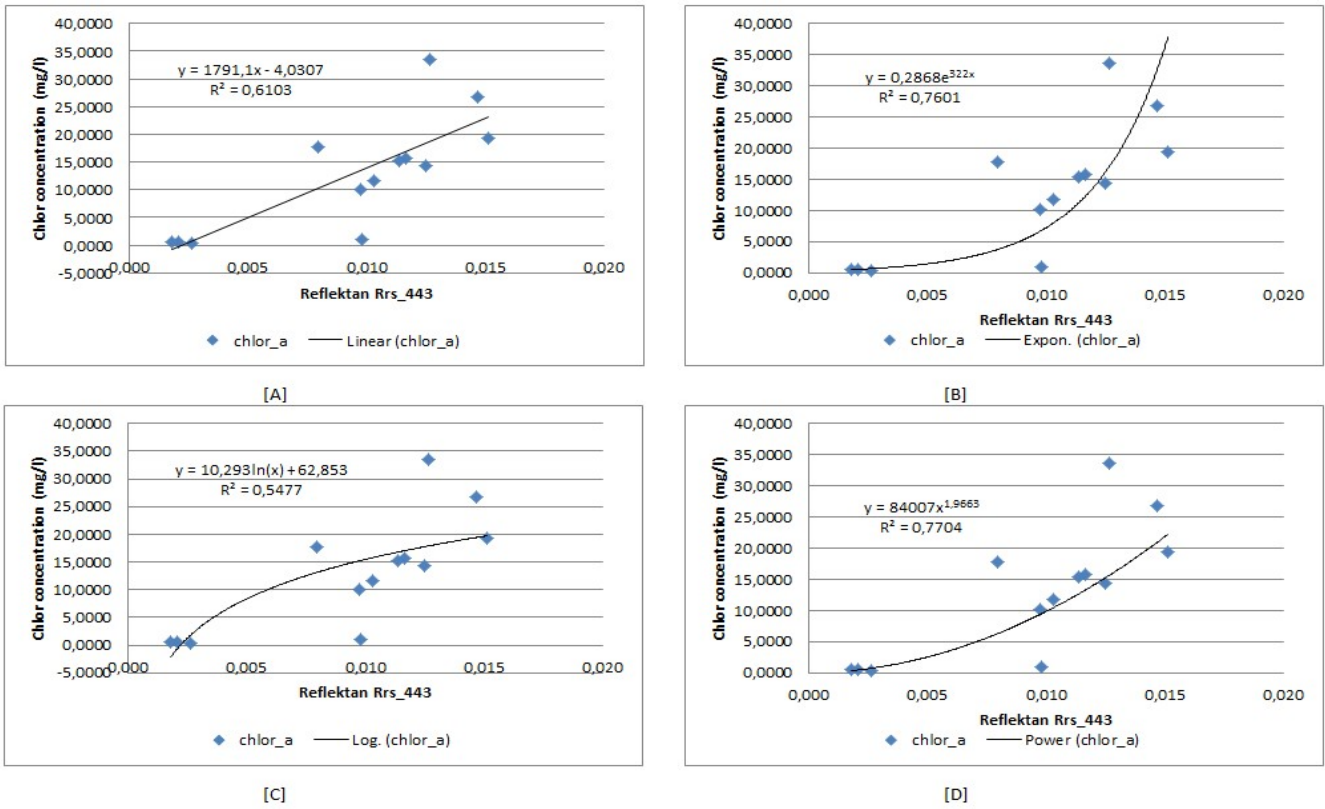 40,0000
35,0000
30,0000
25,0000
20,0000
15,0000
10,0000
5,0000
0,0000
-5,0000
Chlor concentration (mg/l)
y = 1791,1x - 4,0307
R² = 0,6103
0,000 0,005 0,010 0,015 0,020
Reflektan Rrs_443
chlor_a Linear (chlor_a)
[A]
40,0000
35,0000
30,0000
25,0000
20,0000
15,0000
10,0000
5,0000
0,0000
Chlor concentration (mg/l)
y = 0,2868e^322x
R² = 0,7601
0,000 0,005 0,010 0,015 0,020
Reflektan Rrs_443
chlor_a Expon. (chlor_a)
[B]
40,0000
35,0000
30,0000
25,0000
20,0000
15,0000
10,0000
5,0000
0,0000
-5,0000
Chlor concentration (mg/l)
y = 10,293ln(x) + 62,853
R² = 0,5477
0,000 0,005 0,010 0,015 0,020
Reflektan Rrs_443
chlor_a Log. (chlor_a)
[C]
40,0000
35,0000
30,0000
25,0000
20,0000
15,0000
10,0000
5,0000
0,0000
Chlor concentration (mg/l)
y = 84007x^1,9663
R² = 0,7704
0,000 0,005 0,010 0,015 0,020
Reflektan Rrs_443
chlor_a Power (chlor_a)
[D]